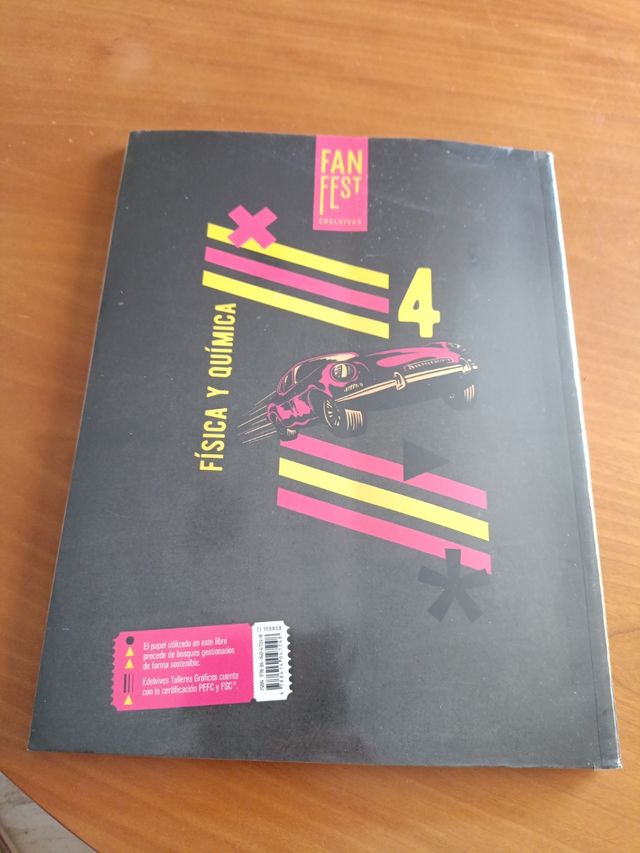 FAN
FEST
EDELVIVES
4
FÍSICA Y QUÍMICA
El papel utilizado en este libro
procede de bosques gestionados
de forma sostenible.
Edelvives Talleres Gráficos cuenta
con la certificación PEFC y FSC®.